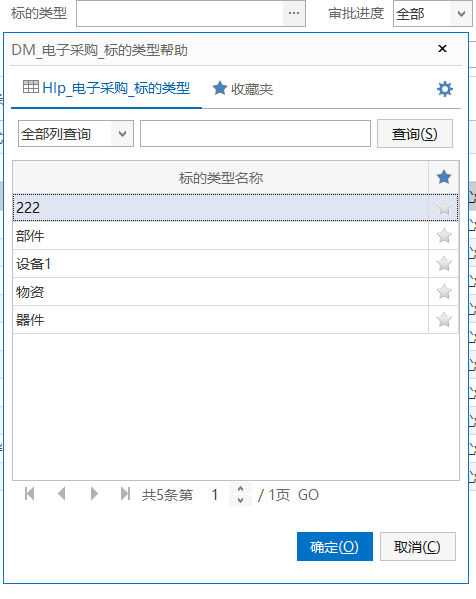 标的类型 ··· 审批进度 全部
DM_电子采购_标的类型帮助
Hlp_电子采购_标的类型 收藏夹
全部列查询 查询(S)
标的类型名称
222
部件
设备1
物资
器件
共5条第 1 / 1页 GO
确定(O) 取消(C)